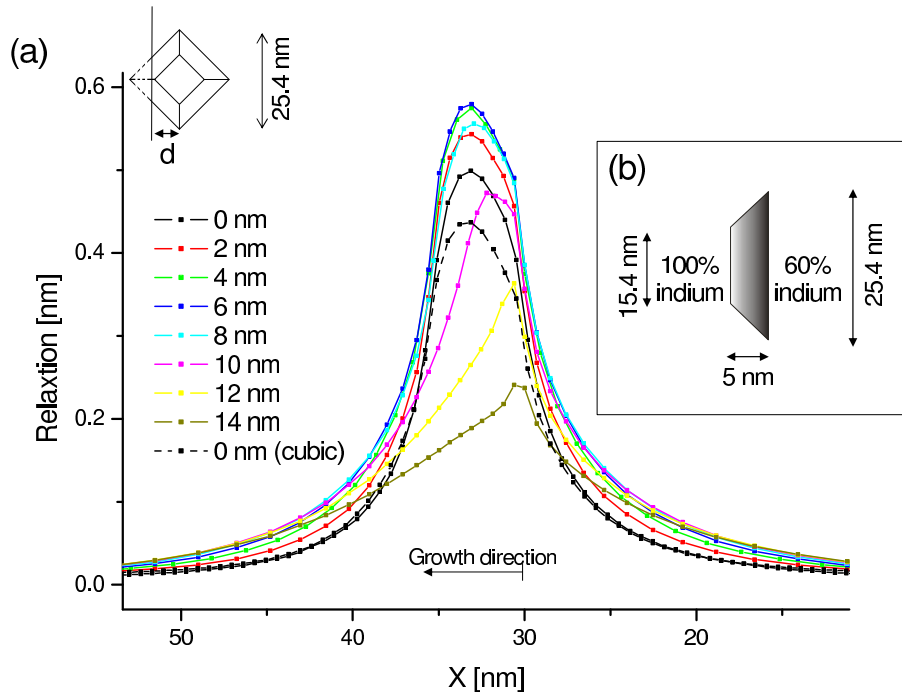 (a)
25.4 nm
d
0.6
0.4
0.2
0.0
Relaxtion [nm]
0 nm
2 nm
4 nm
6 nm
8 nm
10 nm
12 nm
14 nm
0 nm (cubic)
(b)
15.4 nm
100%
indium
60%
indium
25.4 nm
5 nm
Growth direction
50
40
30
20
X [nm]